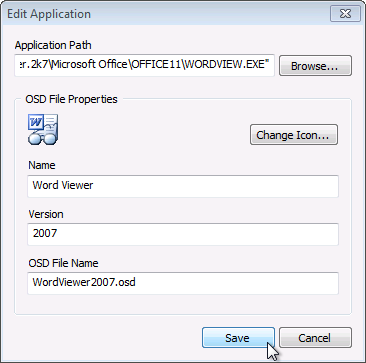 Edit Application
Application Path
er.2k7\Microsoft Office\OFFICE11\WORDVIEW.EXE"
Browse...
OSD File Properties
Change Icon...
Name
Word Viewer
Version
2007
OSD File Name
WordViewer2007.osd
Save
Cancel